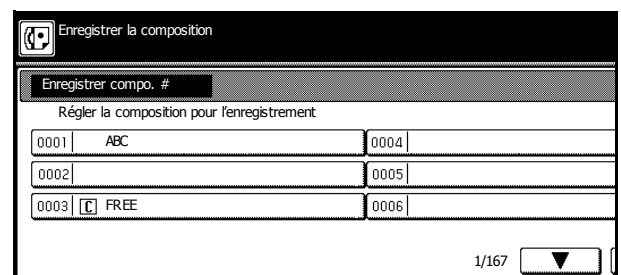 Enregistrer la composition
Enregistrer compo. #
Régler la composition pour l'enregistrement
0001 ABC
0004
0002
0005
0003 C FREE
0006
1/167